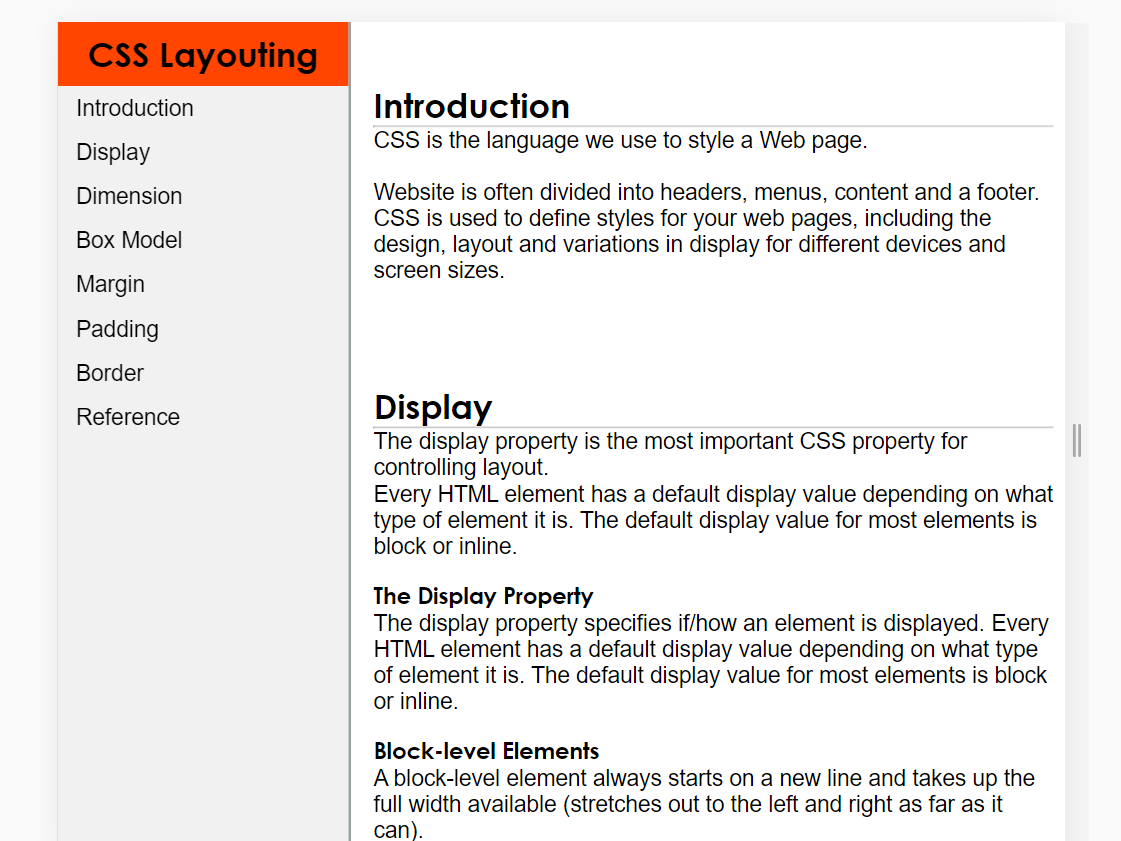 CSS Layouting
Introduction
Display
Dimension
Box Model
Margin
Padding
Border
Reference
Introduction
CSS is the language we use to style a Web page.
Website is often divided into headers, menus, content and a footer.
CSS is used to define styles for your web pages, including the
design, layout and variations in display for different devices and
screen sizes.
Display
The display property is the most important CSS property for
controlling layout.
Every HTML element has a default display value depending on what
type of element it is. The default display value for most elements is
block or inline.
The Display Property
The display property specifies if/how an element is displayed. Every
HTML element has a default display value depending on what type
of element it is. The default display value for most elements is block
or inline.
Block-level Elements
A block-level element always starts on a new line and takes up the
full width available (stretches out to the left and right as far as it
can).